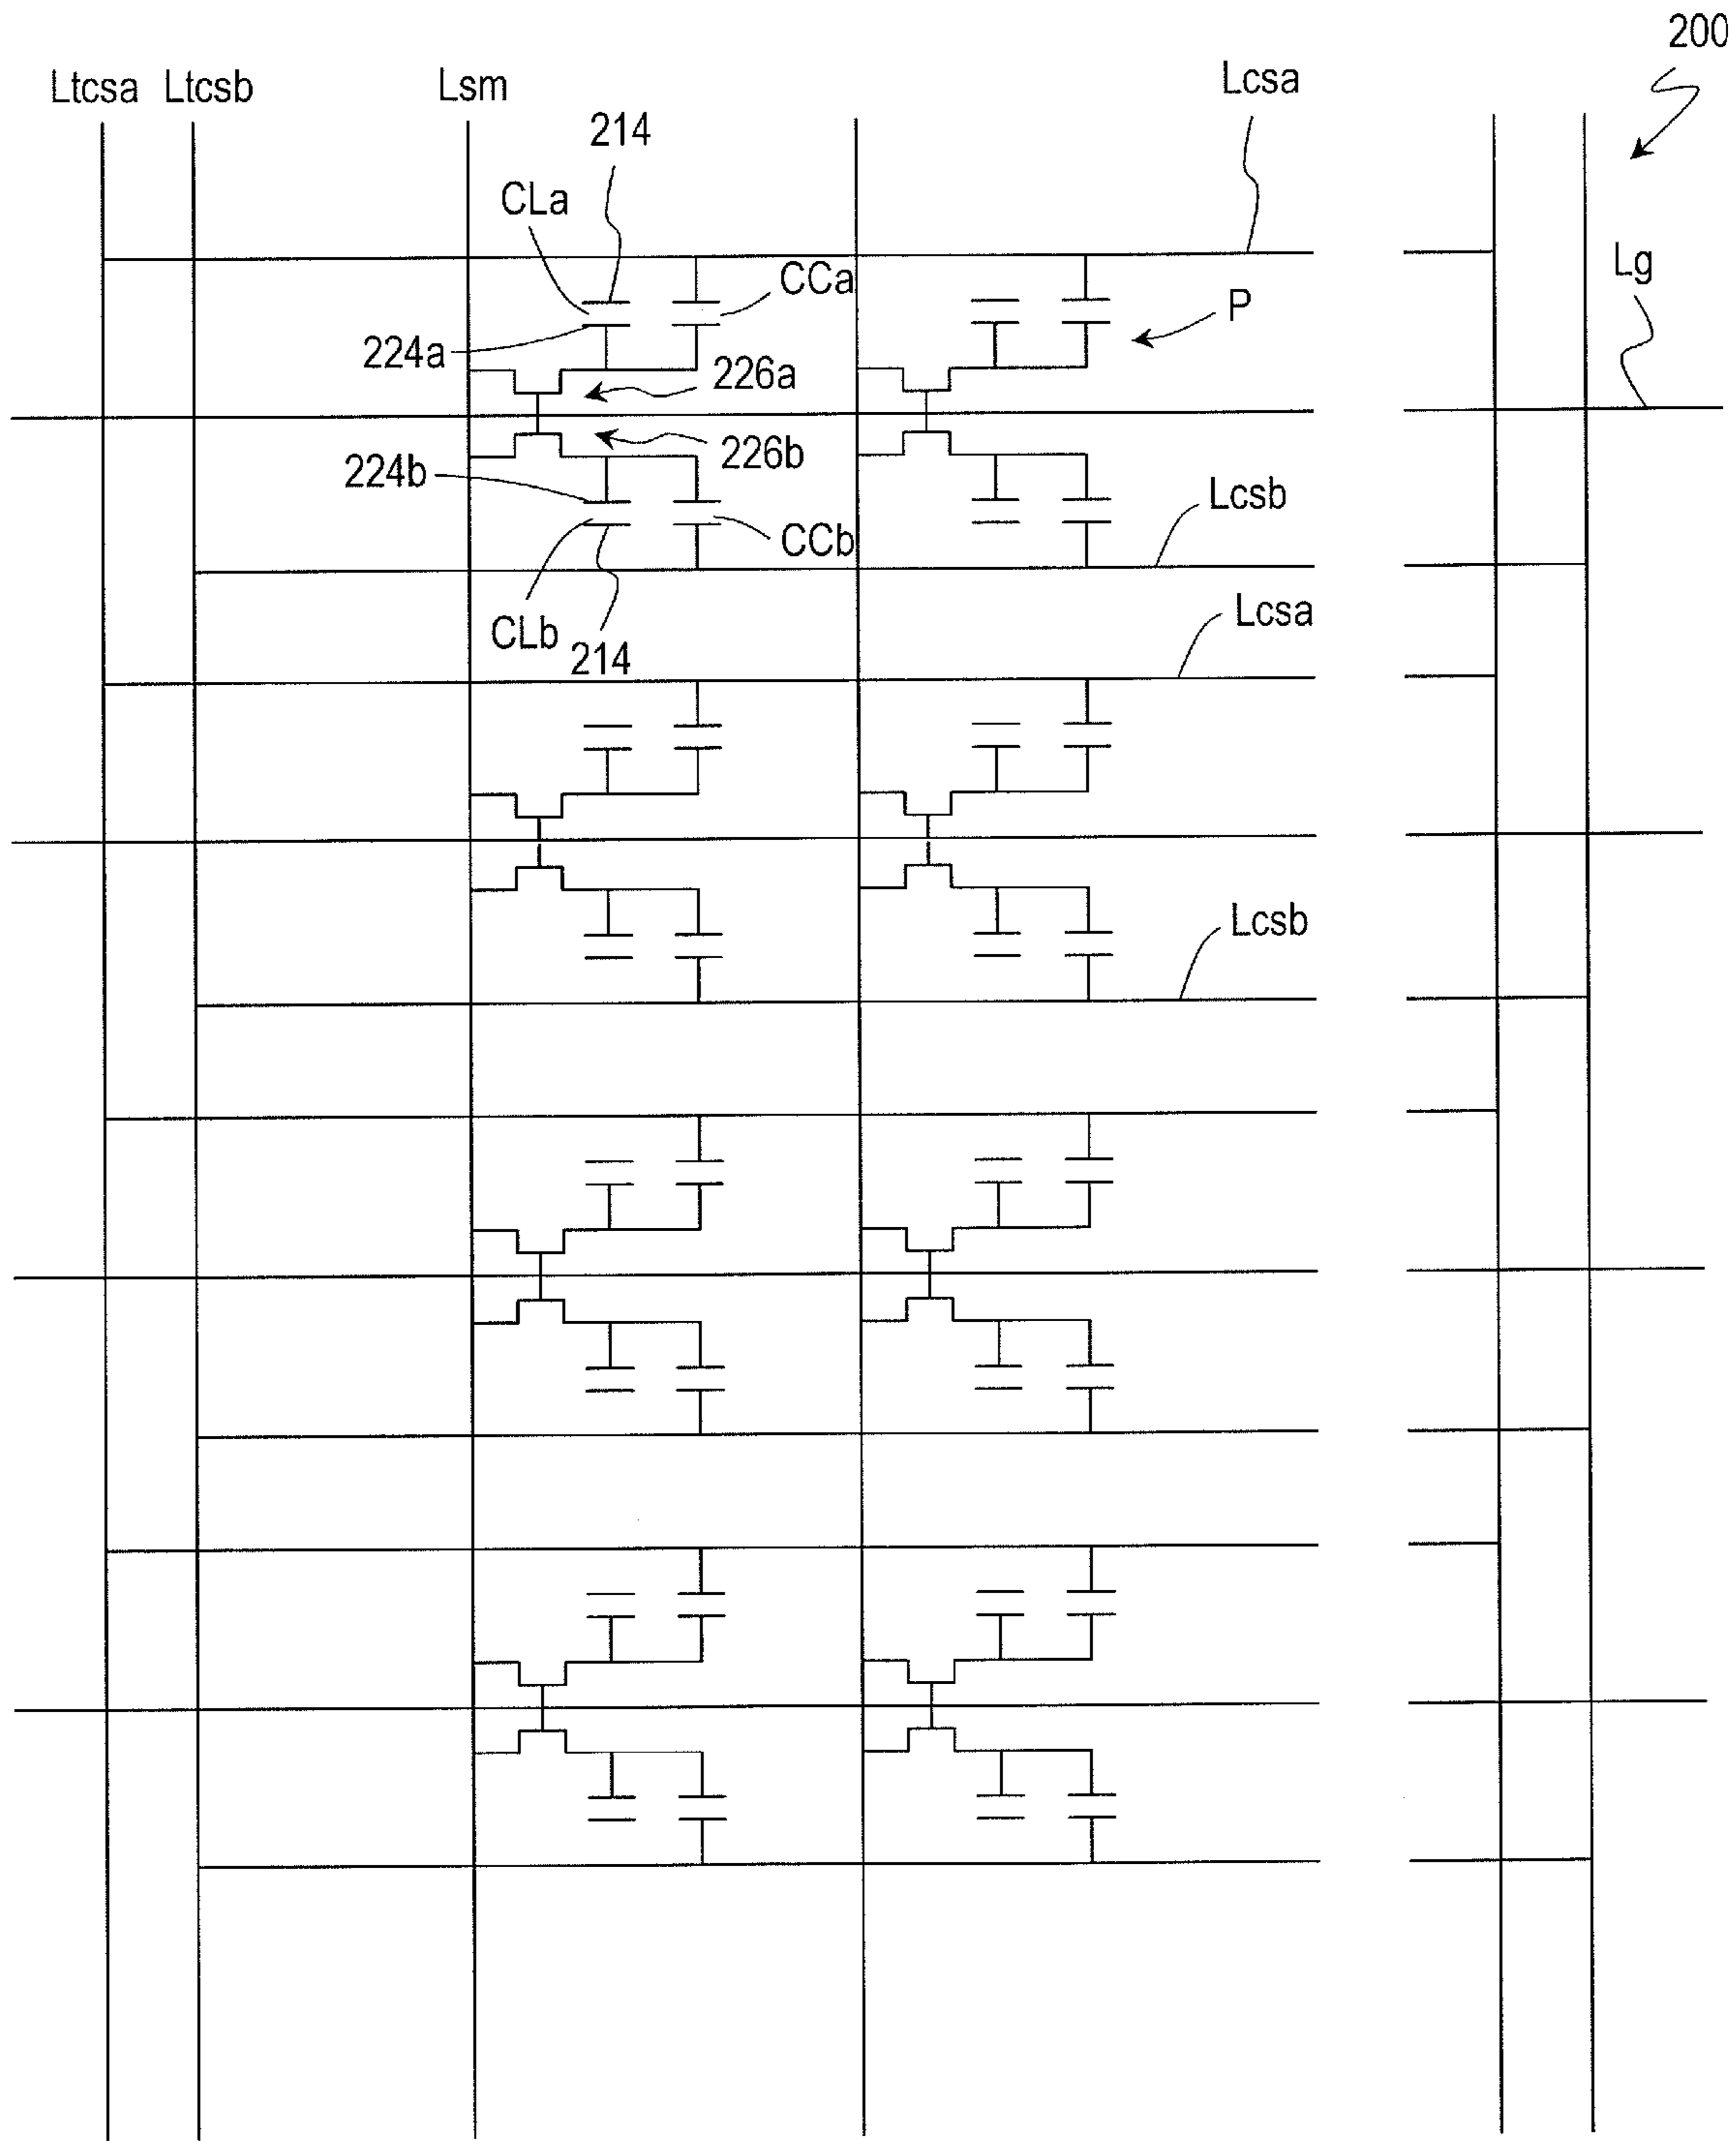 200
Ltcsa Ltcsb Lsm Lcsa
214
CLa
Lg
CCa
P
224a
226a
226b
224b
Lcsb
CCb
Lcsa
CLb
214
Lcsb